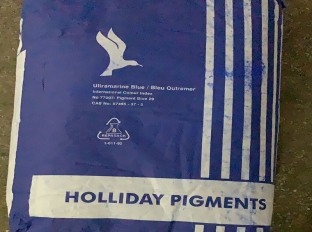 Ultramarine Blue / Bleu Outremer
International Colour Index
No 77007: Pigment Blue 29
CAS No: 57455 - 37 - 5
HOLLIDAY PIGMENTS